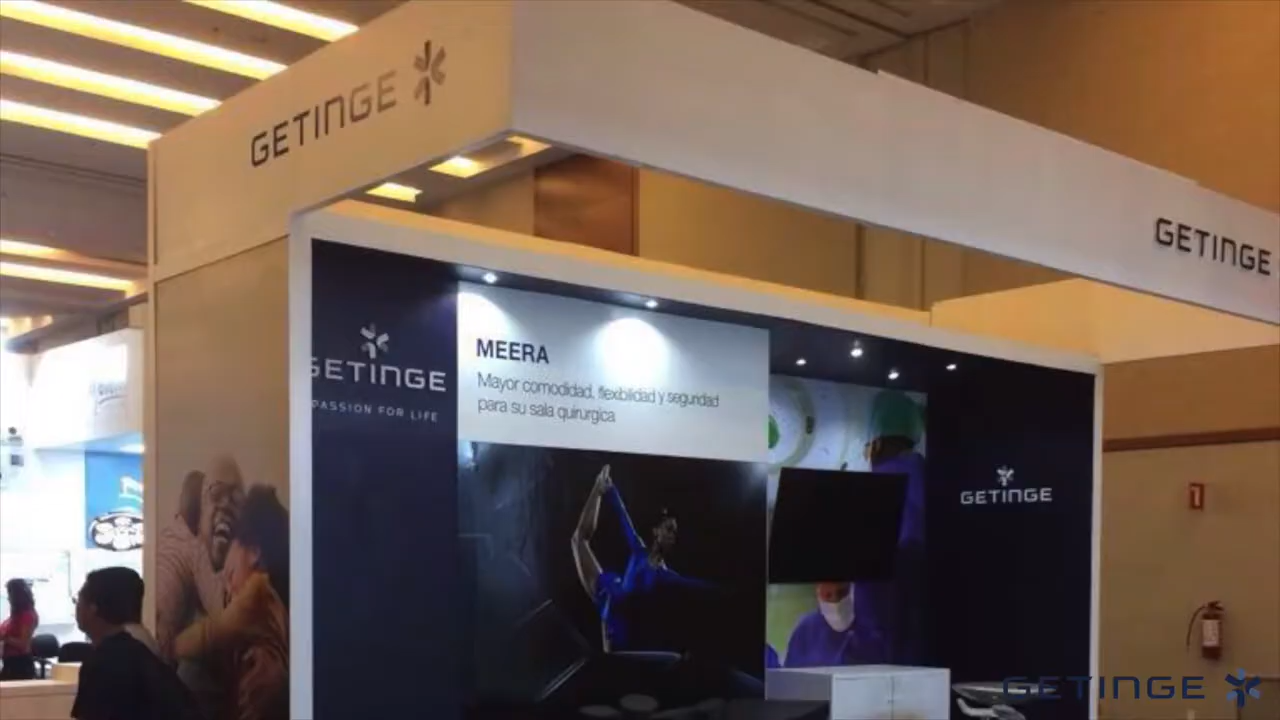 GETINGE
GETINGE
GETINGE
PASSION FOR LIFE
MEERA
Mayor comodidad, flexibilidad y seguridad
para su sala quirurgica
GETINGE
GETINGE